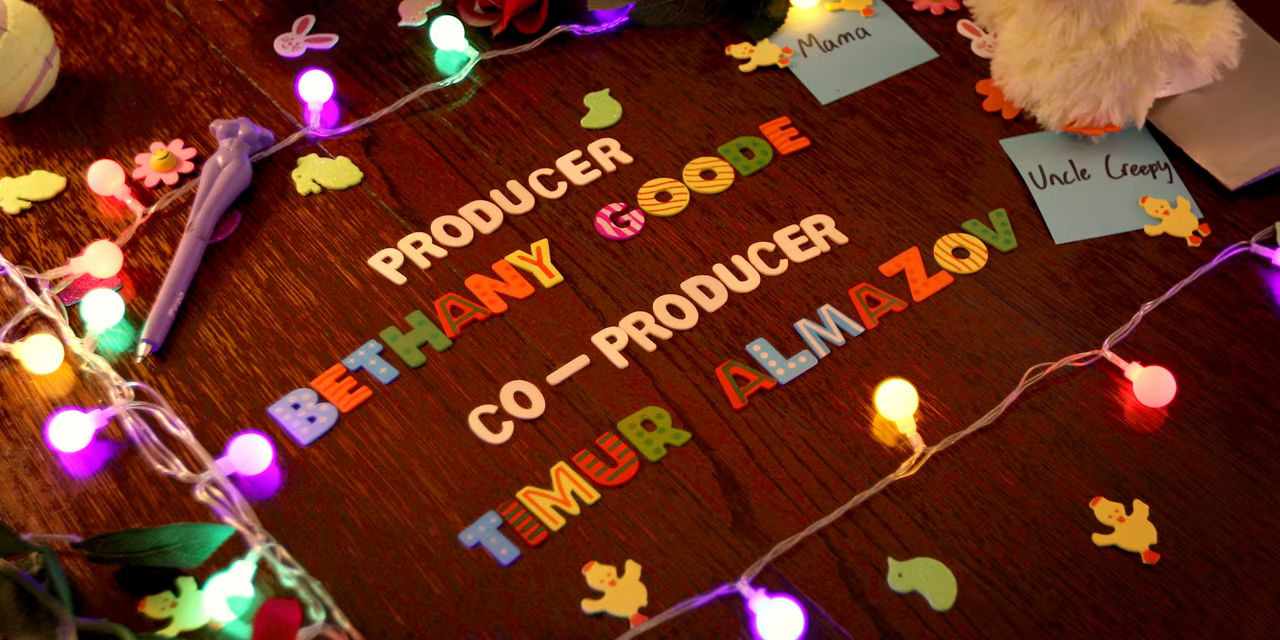 Mama
Uncle Creepy
PRODUCER
BETHANY GOODE
CO-PRODUCER
TIMUR ALMAZOV